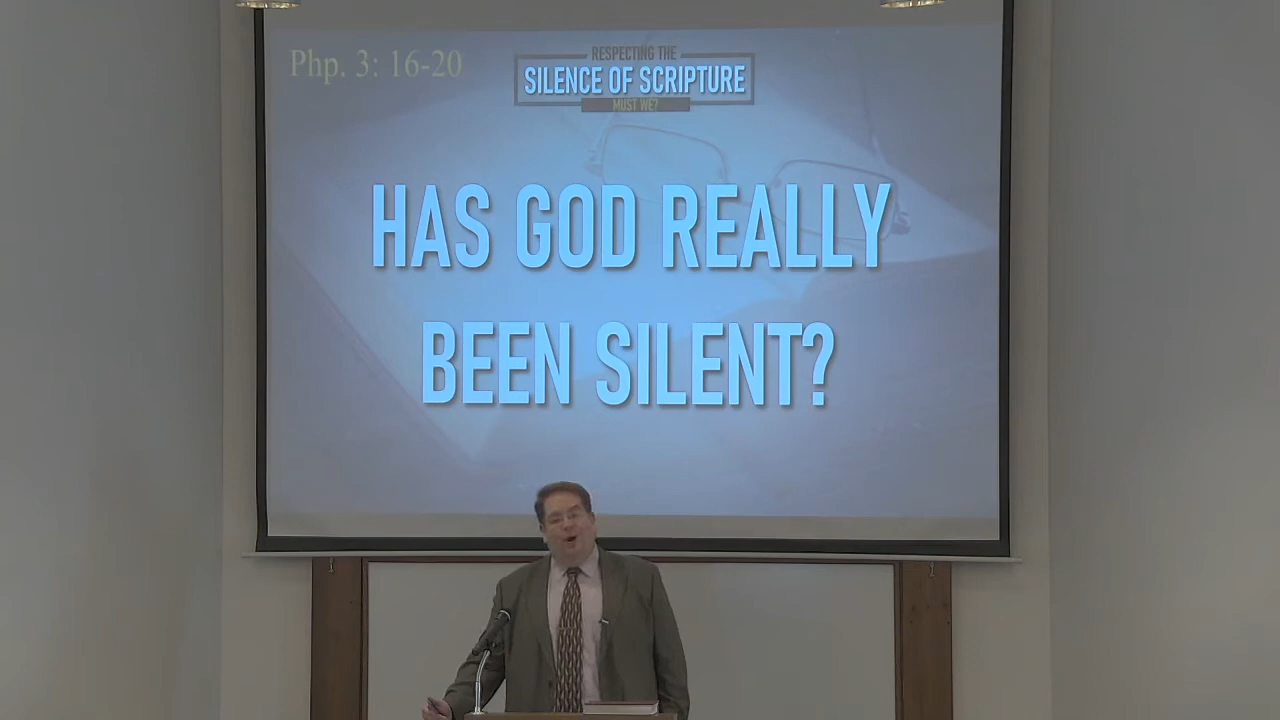 Php. 3: 16-20
RESPECTING THE
SILENCE OF SCRIPTURE
MUST WE?
HAS GOD REALLY
BEEN SILENT?